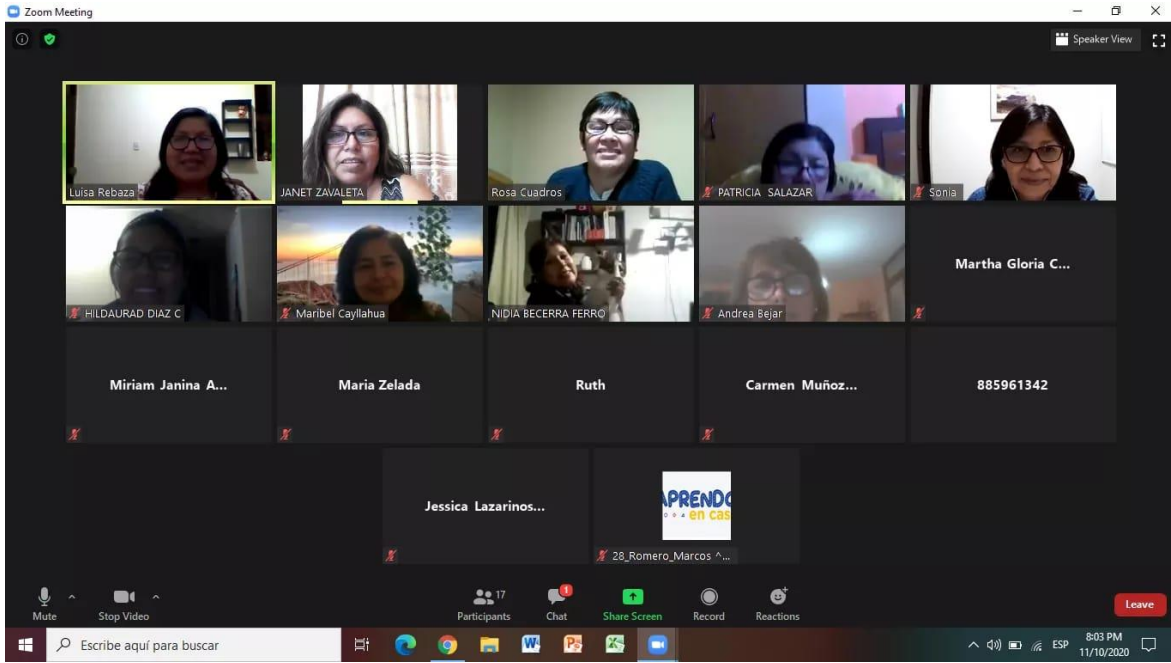 Zoom Meeting
Speaker View
Luisa Rebaza
JANET ZAVALETA
Rosa Cuadros
PATRICIA SALAZAR
Sonia
HILDAURAD DIAZ C
Maribel Cayllahua
NIDIA BECERRA FERRO
Andrea Bejar
Martha Gloria C...
Miriam Janina A...
Maria Zelada
Ruth
Carmen Muñoz...
885961342
Jessica Lazarinos...
APRENDO
en cas
28_Romero_Marcos ^...
Mute
Stop Video
17
Participants
1
Chat
Share Screen
Record
Reactions
Leave
Escribe aquí para buscar
ESP
8:03 PM
11/10/2020